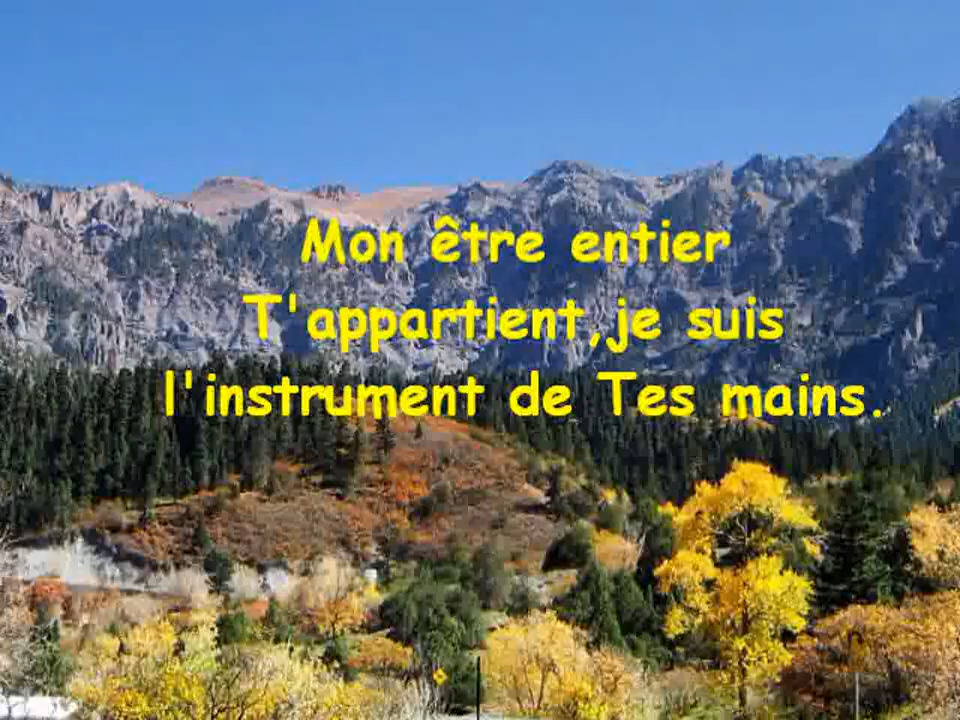 Mon être entier
T'appartient,je suis
l'instrument de Tes mains.